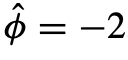 $\hat{\phi} = -2$